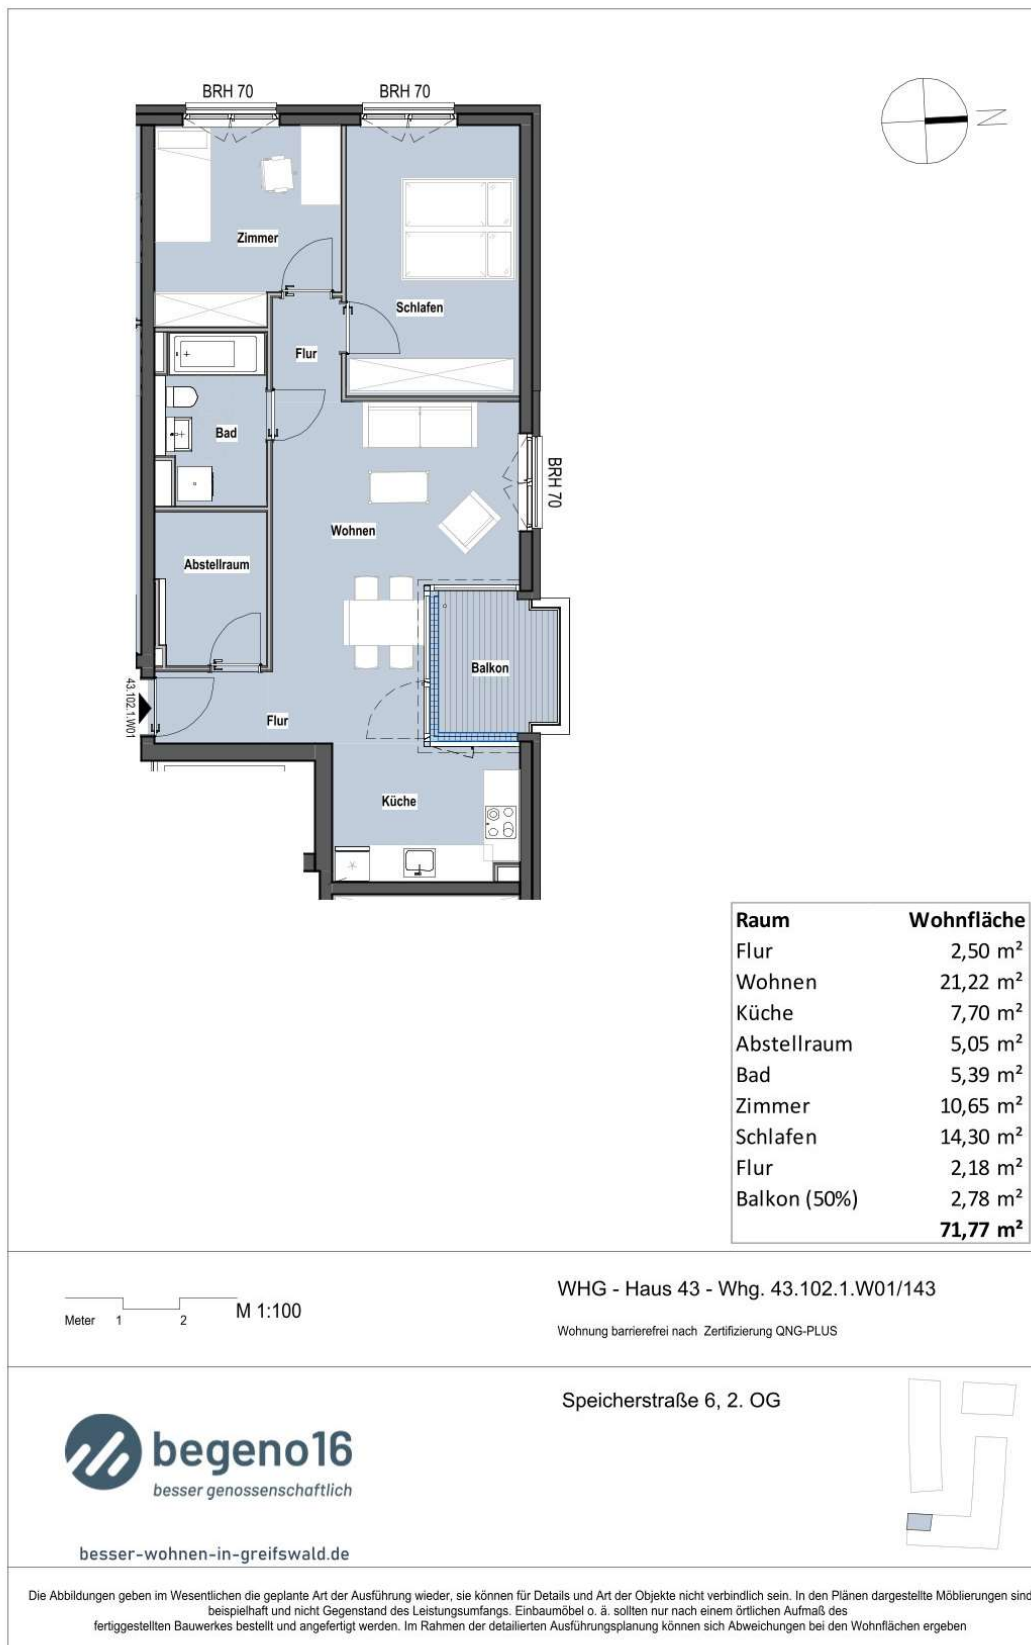 BRH 70 BRH 70
N
Zimmer
Schlafen
Flur
Bad
BRH 70
Wohnen
Abstellraum
Balkon
43.102.1.W01
Flur
Küche
Raum Wohnfläche
Flur 2,50 m²
Wohnen 21,22 m²
Küche 7,70 m²
Abstellraum 5,05 m²
Bad 5,39 m²
Zimmer 10,65 m²
Schlafen 14,30 m²
Flur 2,18 m²
Balkon (50%) 2,78 m²
71,77 m²
Meter 1 2 M 1:100
WHG - Haus 43 - Whg. 43.102.1.W01/143
Wohnung barrierefrei nach Zertifizierung QNG-PLUS
Speicherstraße 6, 2. OG
begeno16
besser genossenschaftlich
besser-wohnen-in-greifswald.de
Die Abbildungen geben im Wesentlichen die geplante Art der Ausführung wieder, sie können für Details und Art der Objekte nicht verbindlich sein. In den Plänen dargestellte Möblierungen sind
beispielhaft und nicht Gegenstand des Leistungsumfangs. Einbaumöbel o. ä. sollten nur nach einem örtlichen Aufmaß des
fertiggestellten Bauwerkes bestellt und angefertigt werden. Im Rahmen der detailierten Ausführungsplanung können sich Abweichungen bei den Wohnflächen ergeben